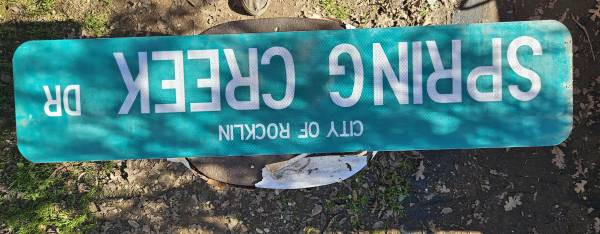 CITY OF ROCKLIN
SPRING CREEK DR